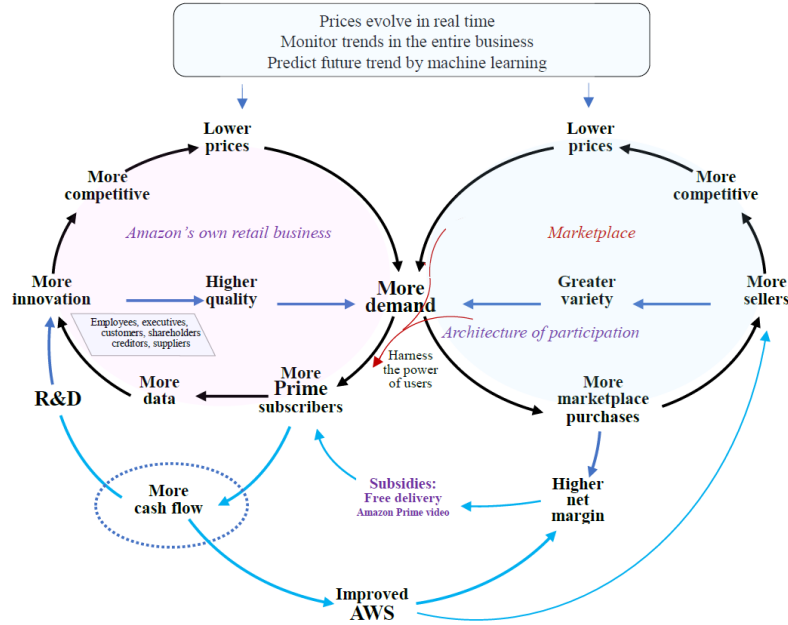 Prices evolve in real time
Monitor trends in the entire business
Predict future trend by machine learning
Lower
prices
Lower
prices
More
competitive
More
competitive
Amazon's own retail business
Marketplace
More
innovation
Higher
quality
More
demand
Greater
variety
More
sellers
Employees, executives,
customers, shareholders
creditors, suppliers
Architecture of participation
Harness
the power
of users
R&D
More
data
More
Prime
subscribers
More
marketplace
purchases
More
cash flow
Subsidies:
Free delivery
Amazon Prime video
Higher
net
margin
Improved
AWS